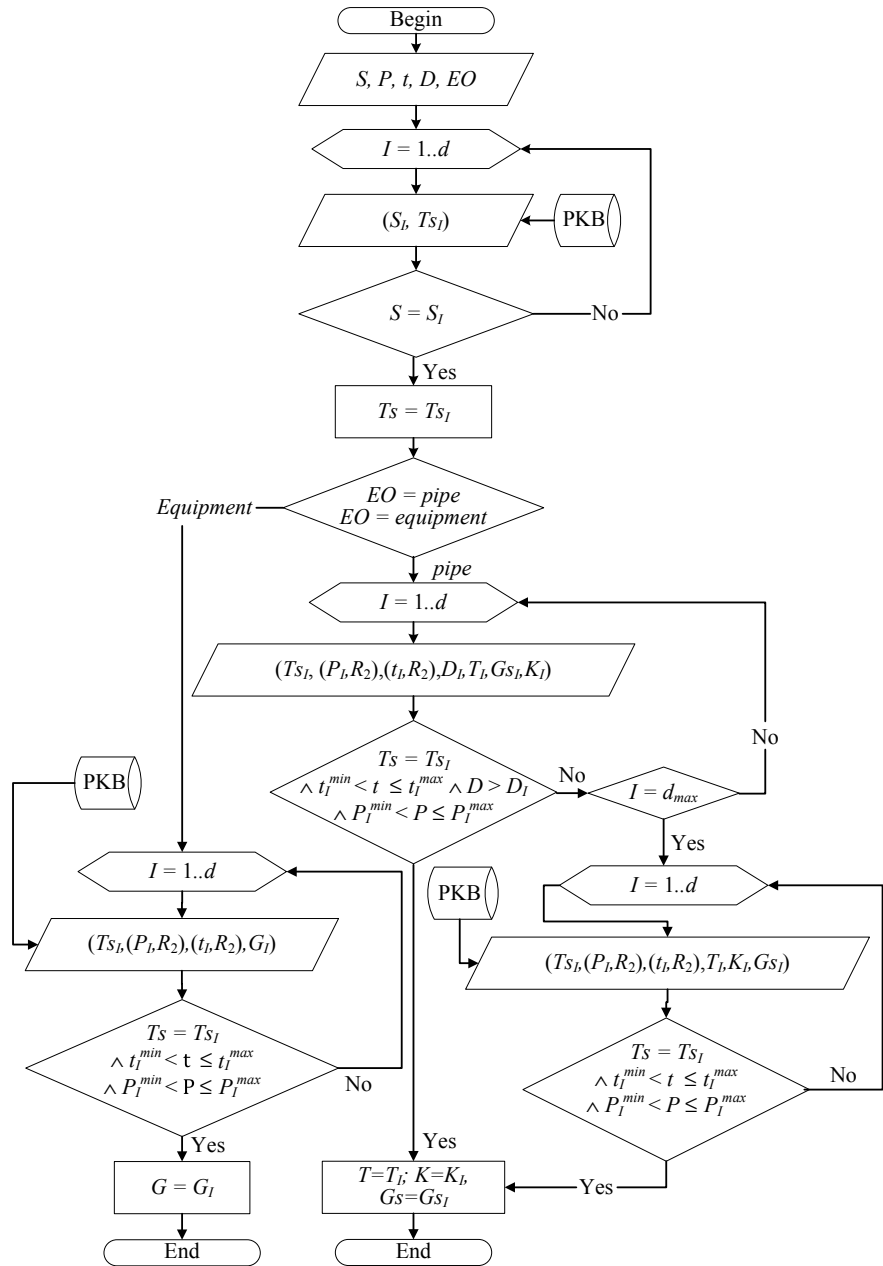 Begin
S, P, t, D, EO
I = 1..d
(S_I, Ts_I)
PKB
S = S_I
No
Yes
Ts = Ts_I
Equipment
EO = pipe
EO = equipment
pipe
I = 1..d
(Ts_I, (P_I,R_2),(t_I,R_2),D_I,T_I,Gs_I,K_I)
No
Ts = Ts_I
∧ t_I^min < t ≤ t_I^max ∧ D > D_I
∧ P_I^min < P ≤ P_I^max
No
I = d_max
Yes
PKB
I = 1..d
(Ts_I,(P_I,R_2),(t_I,R_2),G_I)
Ts = Ts_I
∧ t_I^min < t ≤ t_I^max
∧ P_I^min < P ≤ P_I^max
No
Yes
G = G_I
End
PKB
I = 1..d
(Ts_I,(P_I,R_2),(t_I,R_2),T_I,K_I,Gs_I)
Ts = Ts_I
∧ t_I^min < t ≤ t_I^max
∧ P_I^min < P ≤ P_I^max
No
Yes
Yes
T=T_I; K=K_I,
Gs=Gs_I
End